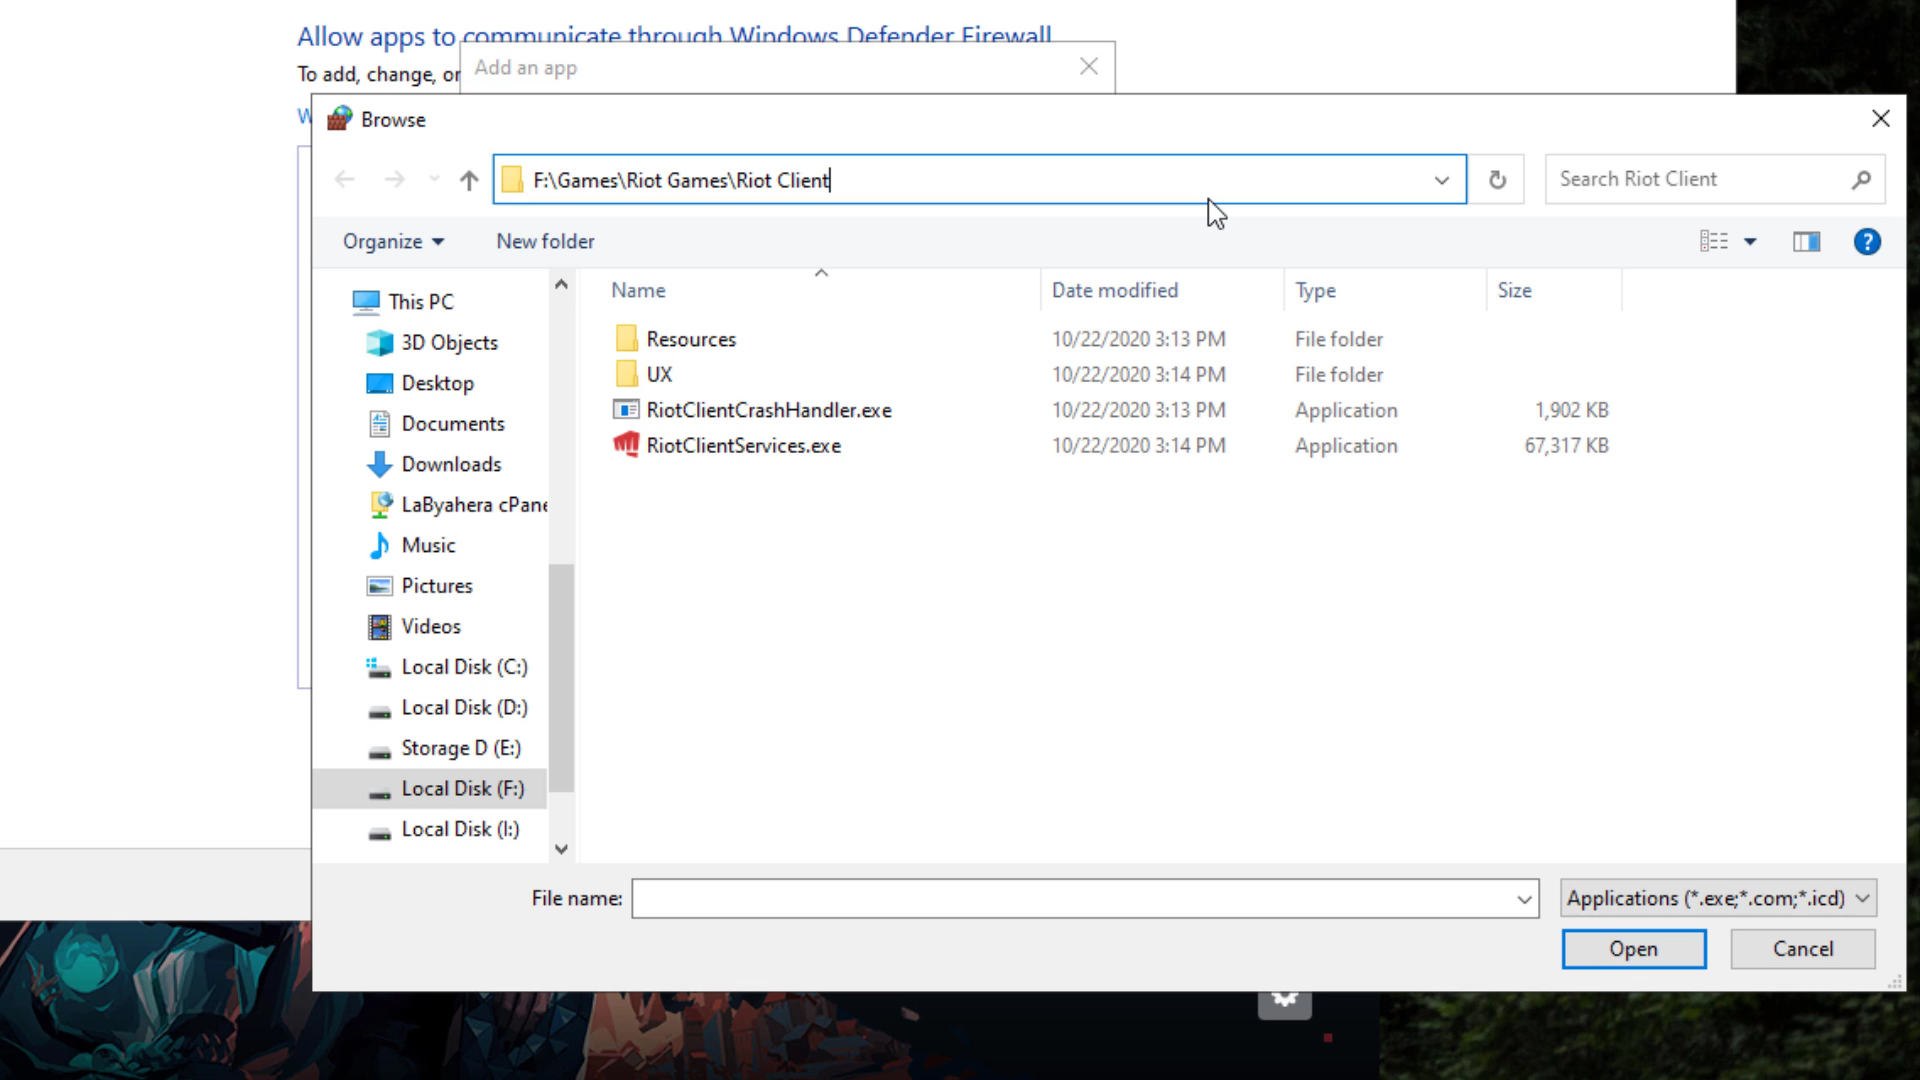 Allow apps to communicate through Windows Defender Firewall
To add, change, or
Add an app
W
Browse
F:\Games\Riot Games\Riot Client
Search Riot Client
Organize
New folder
?
Name
Date modified
Type
Size
This PC
3D Objects
Desktop
Documents
Downloads
LaByahera cPane
Music
Pictures
Videos
Local Disk (C:)
Local Disk (D:)
Storage D (E:)
Local Disk (F:)
Local Disk (I:)
Resources 10/22/2020 3:13 PM File folder
UX 10/22/2020 3:14 PM File folder
RiotClientCrashHandler.exe 10/22/2020 3:13 PM Application 1,902 KB
RiotClientServices.exe 10/22/2020 3:14 PM Application 67,317 KB
File name:
Applications (*.exe;*.com;*.icd)
Open
Cancel